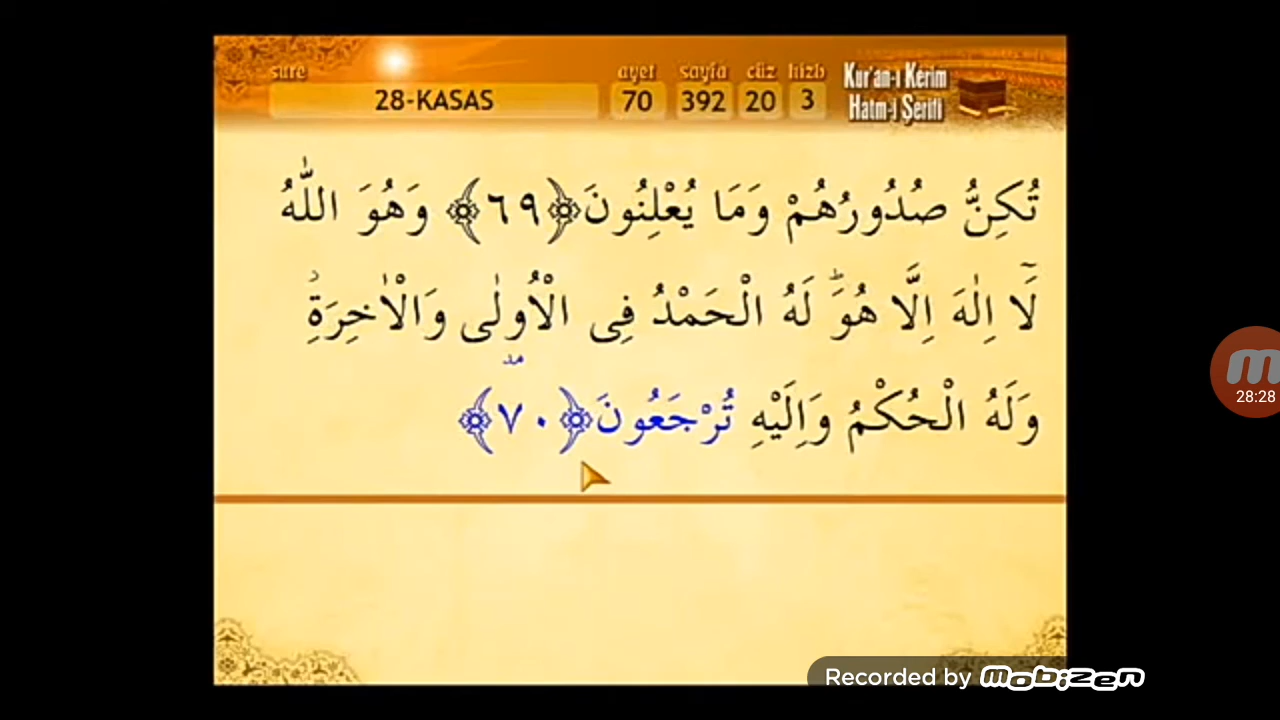 sure ayet sayfa cüz hizb
28-KASAS 70 392 20 3
Kur'an-ı Kerim
Hatm-i Şerifi
تُكِنُّ صُدُورُهُمْ وَمَا يُعْلِنُونَ ﴿٦٩﴾ وَهُوَ اللّٰهُ
لَٓا اِلٰهَ اِلَّا هُوَۜ لَهُ الْحَمْدُ فِى الْاُو۫لٰى وَالْاٰخِرَةِۘ
وَلَهُ الْحُكْمُ وَاِلَيْهِ تُرْجَعُونَ ﴿٧٠﴾
28:28
Recorded by Mobizen